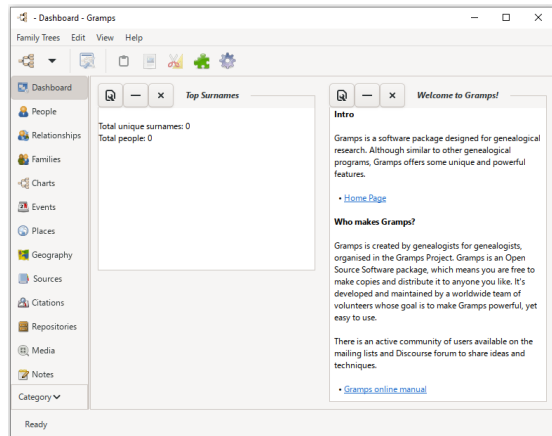 - Dashboard - Gramps
Family Trees Edit View Help
Dashboard
People
Relationships
Families
Charts
Events
Places
Geography
Sources
Citations
Repositories
Media
Notes
Category
Top Surnames
Total unique surnames: 0
Total people: 0
Welcome to Gramps!
Intro
Gramps is a software package designed for genealogical
research. Although similar to other genealogical
programs, Gramps offers some unique and powerful
features.
• Home Page
Who makes Gramps?
Gramps is created by genealogists for genealogists,
organised in the Gramps Project. Gramps is an Open
Source Software package, which means you are free to
make copies and distribute it to anyone you like. It's
developed and maintained by a worldwide team of
volunteers whose goal is to make Gramps powerful, yet
easy to use.
There is an active community of users available on the
mailing lists and Discourse forum to share ideas and
techniques.
• Gramps online manual
Ready